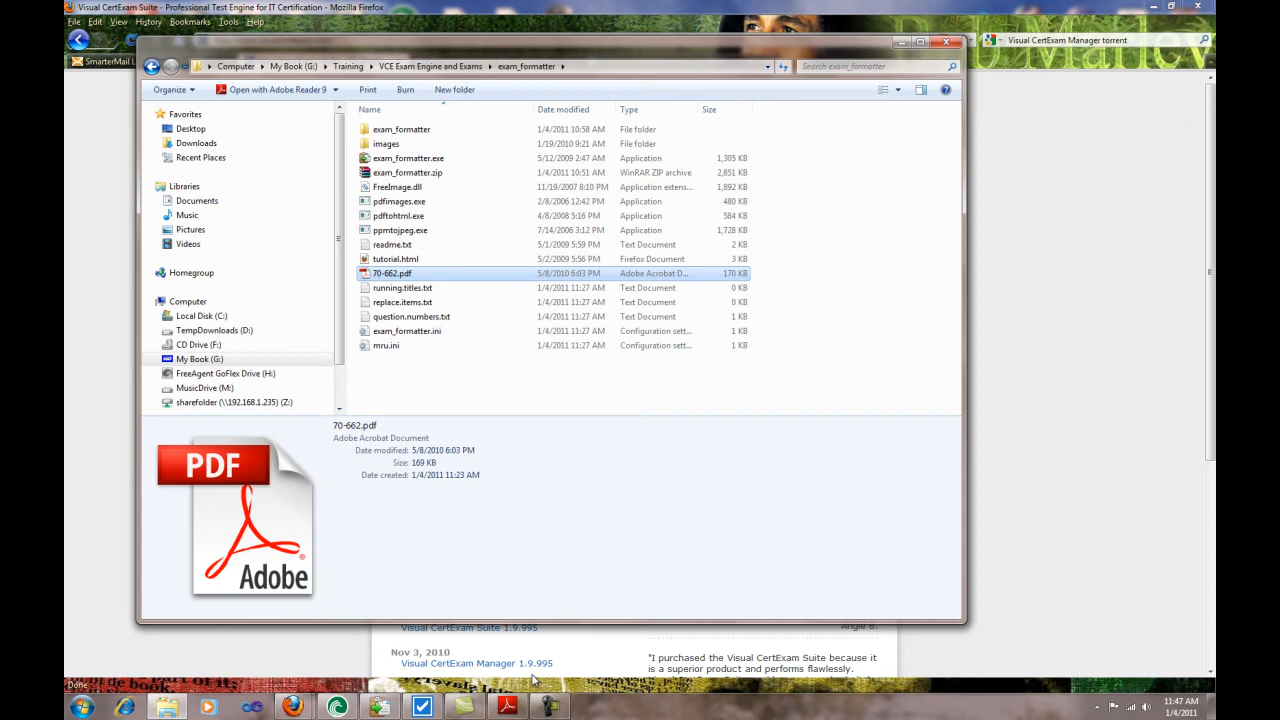 Visual CertExam Suite - Professional Test Engine for IT Certification - Mozilla Firefox
File Edit View History Bookmarks Tools Help
Visual CertExam Manager torrent
SmarterMail L
Computer My Book (G:) Training VCE Exam Engine and Exams exam_formatter
Search exam_formatter
Organize Open with Adobe Reader 9 Print Burn New folder
Name Date modified Type Size
Favorites
Desktop
Downloads
Recent Places
Libraries
Documents
Music
Pictures
Videos
Homegroup
Computer
Local Disk (C:)
TempDownloads (D:)
CD Drive (F:)
My Book (G:)
FreeAgent GoFlex Drive (H:)
MusicDrive (M:)
sharefolder (\\192.168.1.235) (Z:)
exam_formatter 1/4/2011 10:58 AM File folder
images 1/19/2010 9:21 AM File folder
exam_formatter.exe 5/12/2009 2:47 AM Application 1,305 KB
exam_formatter.zip 1/4/2011 10:51 AM WinRAR ZIP archive 2,851 KB
FreeImage.dll 11/19/2007 8:10 PM Application extens... 1,892 KB
pdfimages.exe 2/8/2006 12:42 PM Application 480 KB
pdftohtml.exe 4/8/2008 5:16 PM Application 584 KB
ppmtojpeg.exe 7/14/2006 3:12 PM Application 1,728 KB
readme.txt 5/1/2009 5:59 PM Text Document 2 KB
tutorial.html 5/2/2009 5:56 PM Firefox Document 3 KB
70-662.pdf 5/8/2010 6:03 PM Adobe Acrobat D... 170 KB
running.titles.txt 1/4/2011 11:27 AM Text Document 0 KB
replace.items.txt 1/4/2011 11:27 AM Text Document 0 KB
question.numbers.txt 1/4/2011 11:27 AM Text Document 1 KB
exam_formatter.ini 1/4/2011 11:27 AM Configuration sett... 1 KB
mru.ini 1/4/2011 11:27 AM Configuration sett... 1 KB
70-662.pdf
Adobe Acrobat Document
Date modified: 5/8/2010 6:03 PM
Size: 169 KB
Date created: 1/4/2011 11:23 AM
PDF
Adobe
Visual CertExam Suite 1.9.995
Angie B.
Nov 3, 2010
Visual CertExam Manager 1.9.995
"I purchased the Visual CertExam Suite because it
is a superior product and performs flawlessly.
Done
11:47 AM
1/4/2011